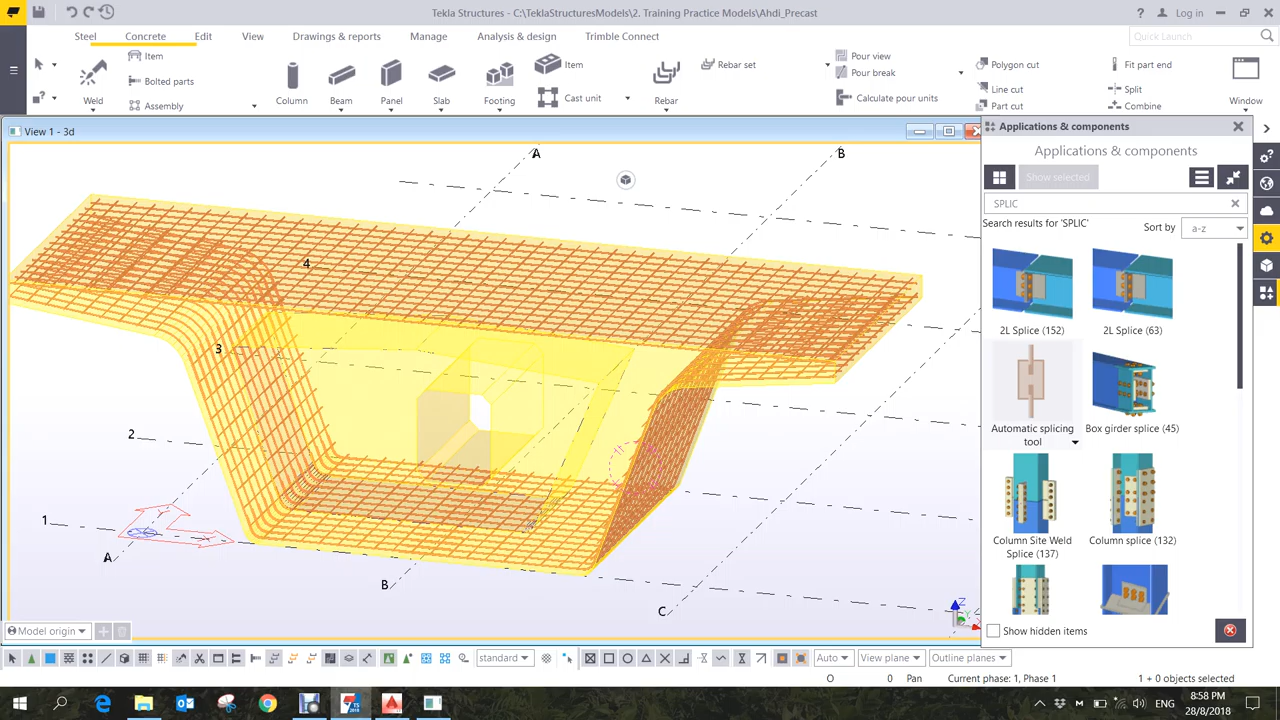 Tekla Structures - C:\TeklaStructuresModels\2. Training Practice Models\Ahdi_Precast
Log in
Steel Concrete Edit View Drawings & reports Manage Analysis & design Trimble Connect
Quick Launch
Item
Bolted parts
Assembly
Weld
Column
Beam
Panel
Slab
Footing
Item
Cast unit
Rebar
Rebar set
Pour view
Pour break
Calculate pour units
Polygon cut
Line cut
Part cut
Fit part end
Split
Combine
Window
View 1 - 3d
A
B
4
3
2
1
A
B
C
Z
Y
Applications & components
Applications & components
Show selected
SPLIC
Search results for 'SPLIC'
Sort by a-z
2L Splice (152)
2L Splice (63)
Automatic splicing
tool
Box girder splice (45)
Column Site Weld
Splice (137)
Column splice (132)
Show hidden items
Model origin
standard
Auto
View plane
Outline planes
O 0 Pan Current phase: 1, Phase 1 1 + 0 objects selected
TS
2018
ENG
8:58 PM
28/8/2018